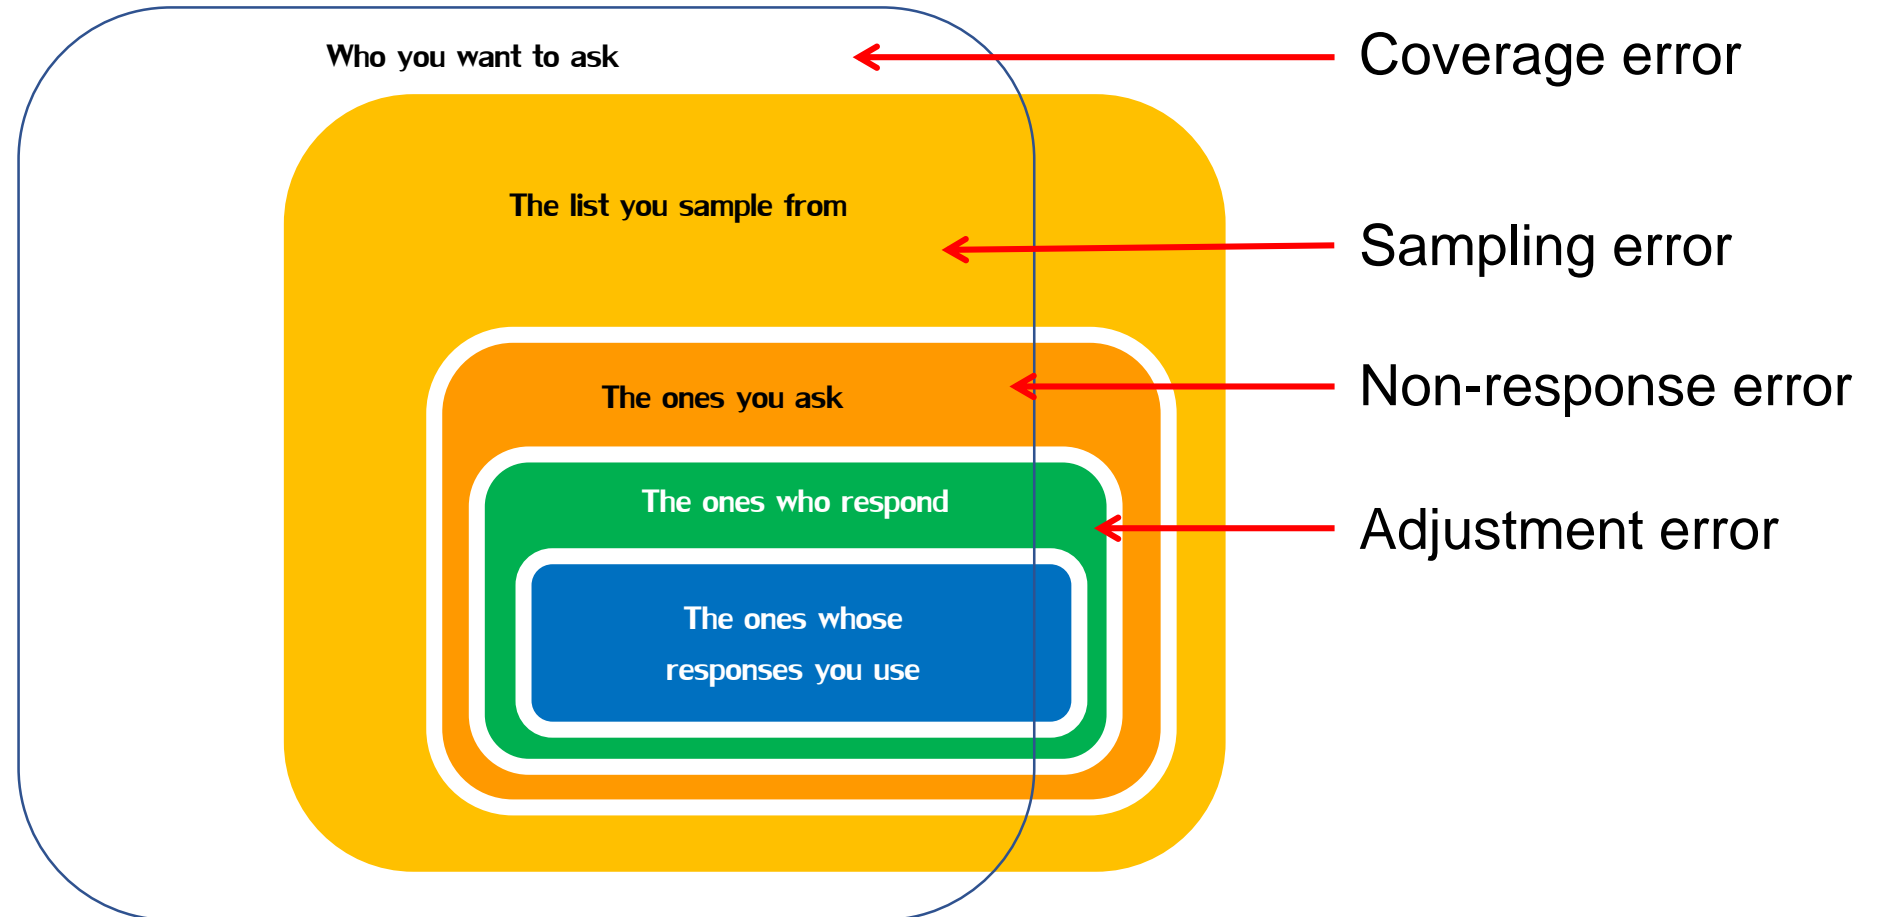 Who you want to ask
Coverage error
The list you sample from
Sampling error
The ones you ask
Non-response error
The ones who respond
Adjustment error
The ones whose
responses you use